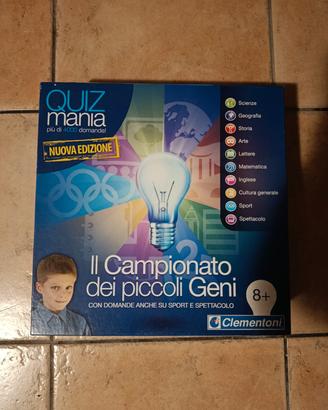 QUIZ
mania
più di 4000 domande!
NUOVA EDIZIONE
Scienze
Geografia
Storia
Arte
Lettere
Matematica
Inglese
Cultura generale
Sport
Spettacolo
Il Campionato
dei piccoli Geni
CON DOMANDE ANCHE SU SPORT E SPETTACOLO
8+
Clementoni